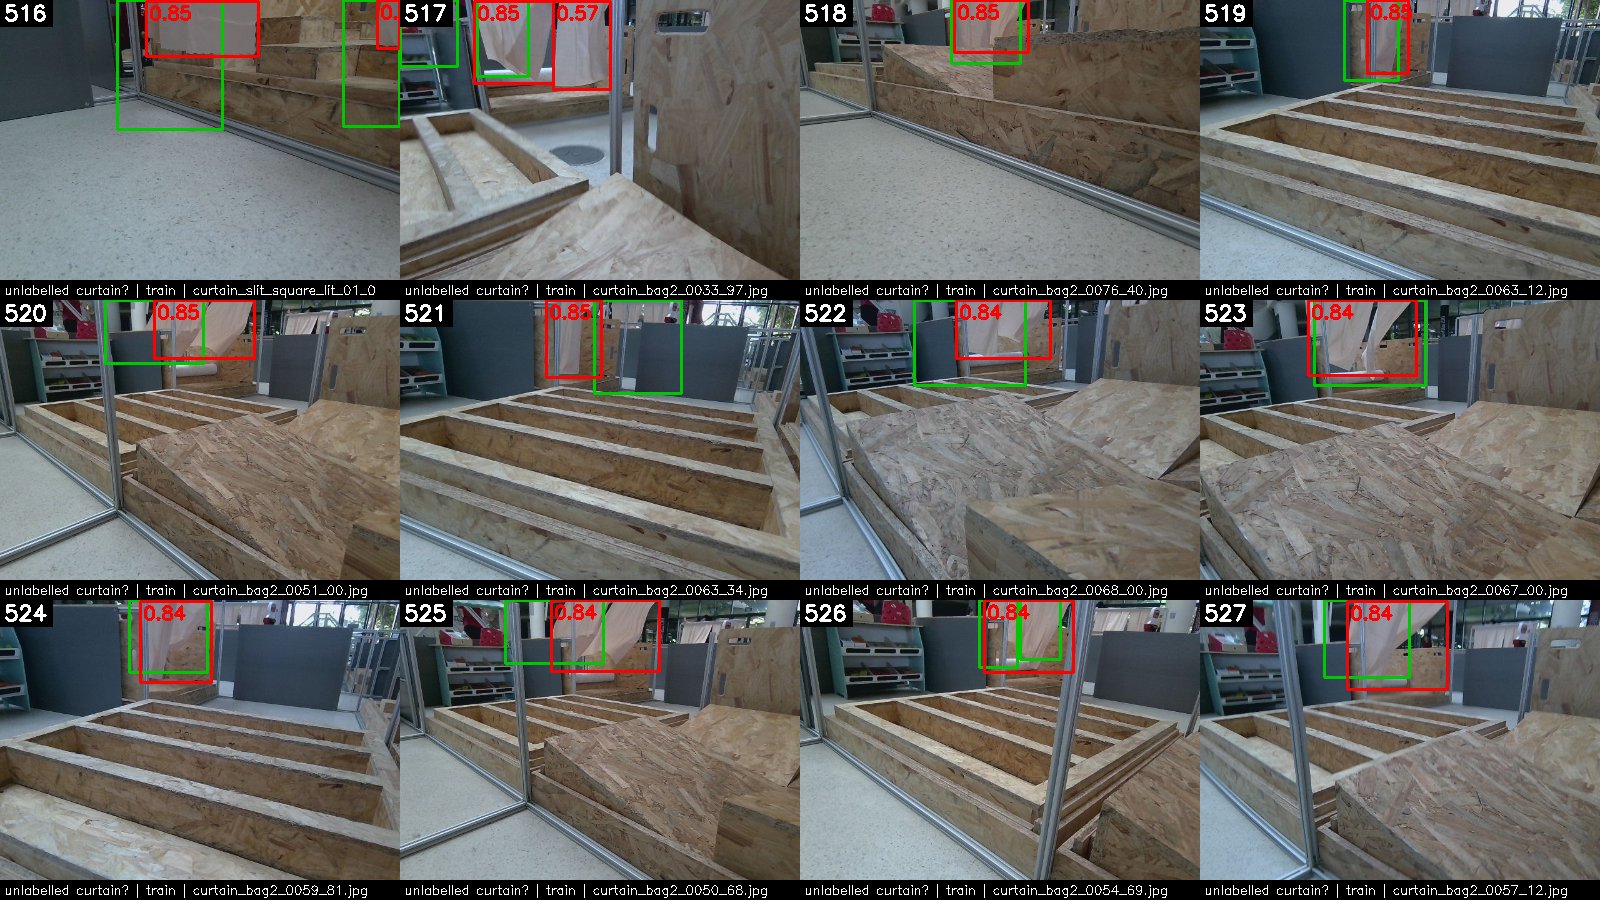 516
0.85
0.
517
0.85
0.57
518
0.85
519
0.85
unlabelled curtain? | train | curtain_slit_square_lit_01_0
unlabelled curtain? | train | curtain_bag2_0033_97.jpg
unlabelled curtain? | train | curtain_bag2_0076_40.jpg
unlabelled curtain? | train | curtain_bag2_0063_12.jpg
520
0.85
521
0.85
522
0.84
523
0.84
unlabelled curtain? | train | curtain_bag2_0051_00.jpg
unlabelled curtain? | train | curtain_bag2_0063_34.jpg
unlabelled curtain? | train | curtain_bag2_0068_00.jpg
unlabelled curtain? | train | curtain_bag2_0067_00.jpg
524
0.84
525
0.84
526
0.84
527
0.84
unlabelled curtain? | train | curtain_bag2_0059_81.jpg
unlabelled curtain? | train | curtain_bag2_0050_68.jpg
unlabelled curtain? | train | curtain_bag2_0054_69.jpg
unlabelled curtain? | train | curtain_bag2_0057_12.jpg